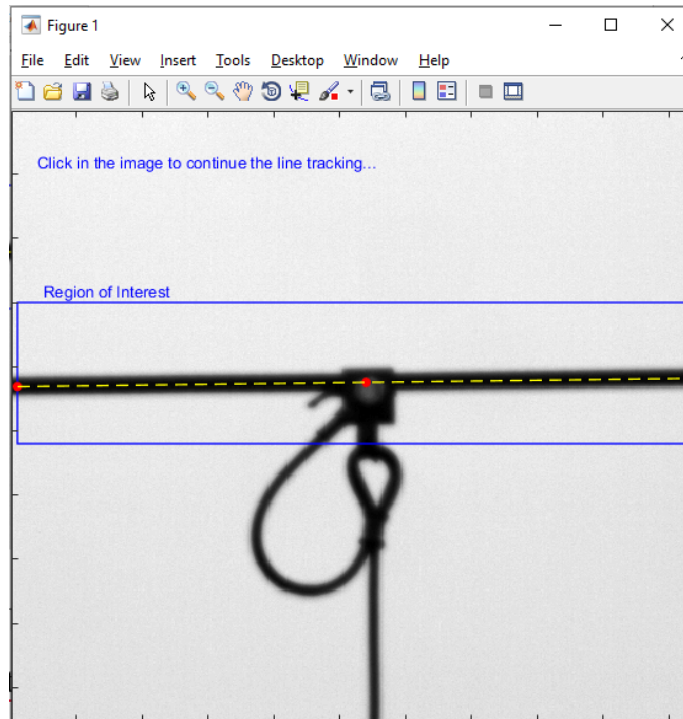 Figure 1
File Edit View Insert Tools Desktop Window Help
Click in the image to continue the line tracking...
Region of Interest